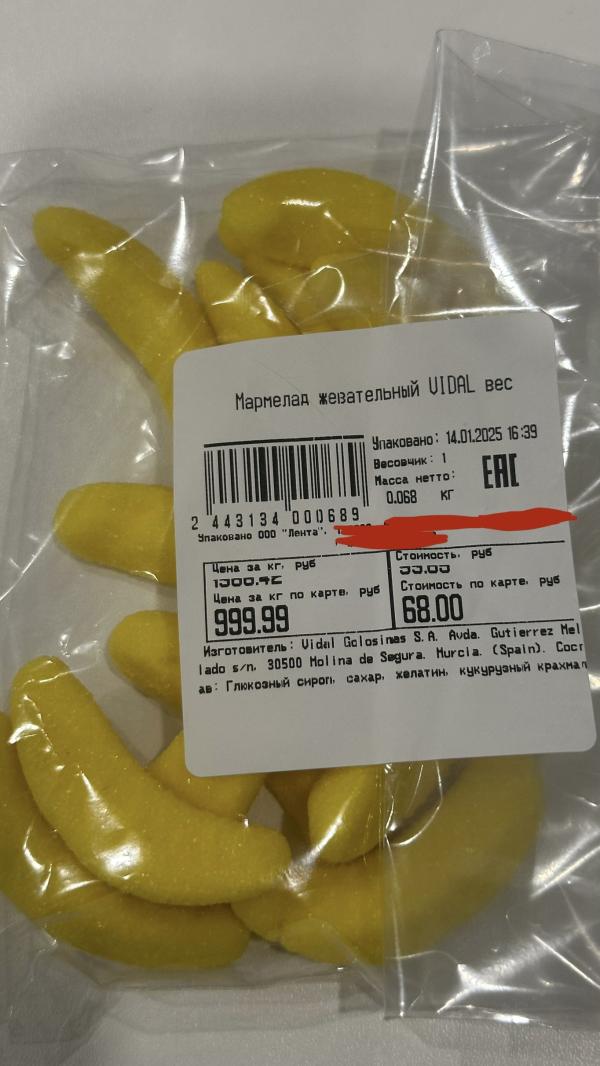 Мармелад жевательный VIDAL вес
Упаковано: 14.01.2025 16:39
Весовчик: 1
Масса нетто:
0.068 КГ
EAC
2 443134 000689
Упаковано ООО "Лента",
Цена за кг, руб
Стоимость, руб
Цена за кг по карте, руб
Стоимость по карте, руб
999.99
68.00
Изготовитель: Vidal Golosinas S.A. Avda. Gutierrez Mel
lado s/n, 30500 Molina de Segura. Murcia. (Spain). Сост
ав: Глюкозный сироп, сахар, желатин, кукурузный крахмал